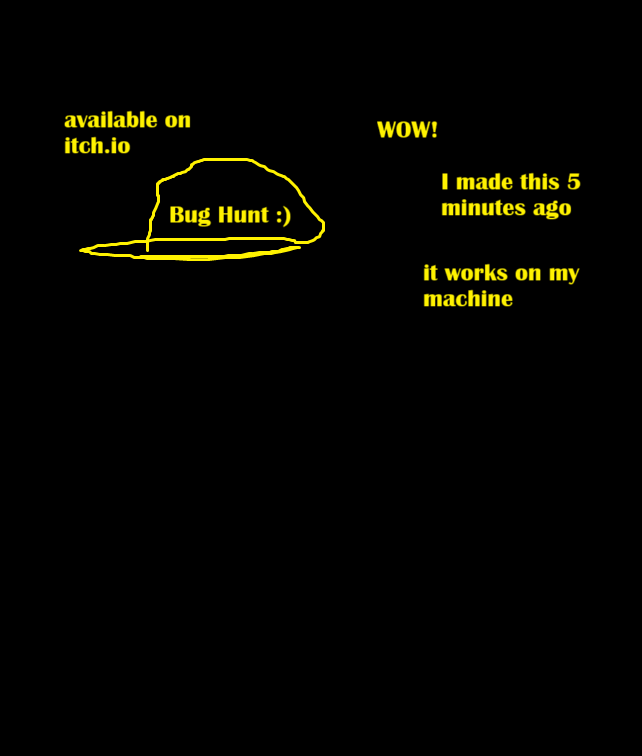 available on
itch.io
WOW!
I made this 5
minutes ago
Bug Hunt :)
it works on my
machine